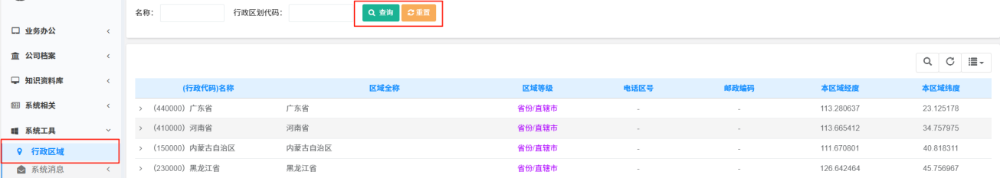 名称： 行政区划代码： 查询 重置
业务办公
公司档案
知识资料库
系统相关
系统工具
行政区域
系统消息
(行政代码)名称 区域全称 区域等级 电话区号 邮政编码 本区域经度 本区域纬度
（440000）广东省 广东省 省份/直辖市 - - 113.280637 23.125178
（410000）河南省 河南省 省份/直辖市 - - 113.665412 34.757975
（150000）内蒙古自治区 内蒙古自治区 省份/直辖市 - - 111.670801 40.818311
（230000）黑龙江省 黑龙江省 省份/直辖市 - - 126.642464 45.756967